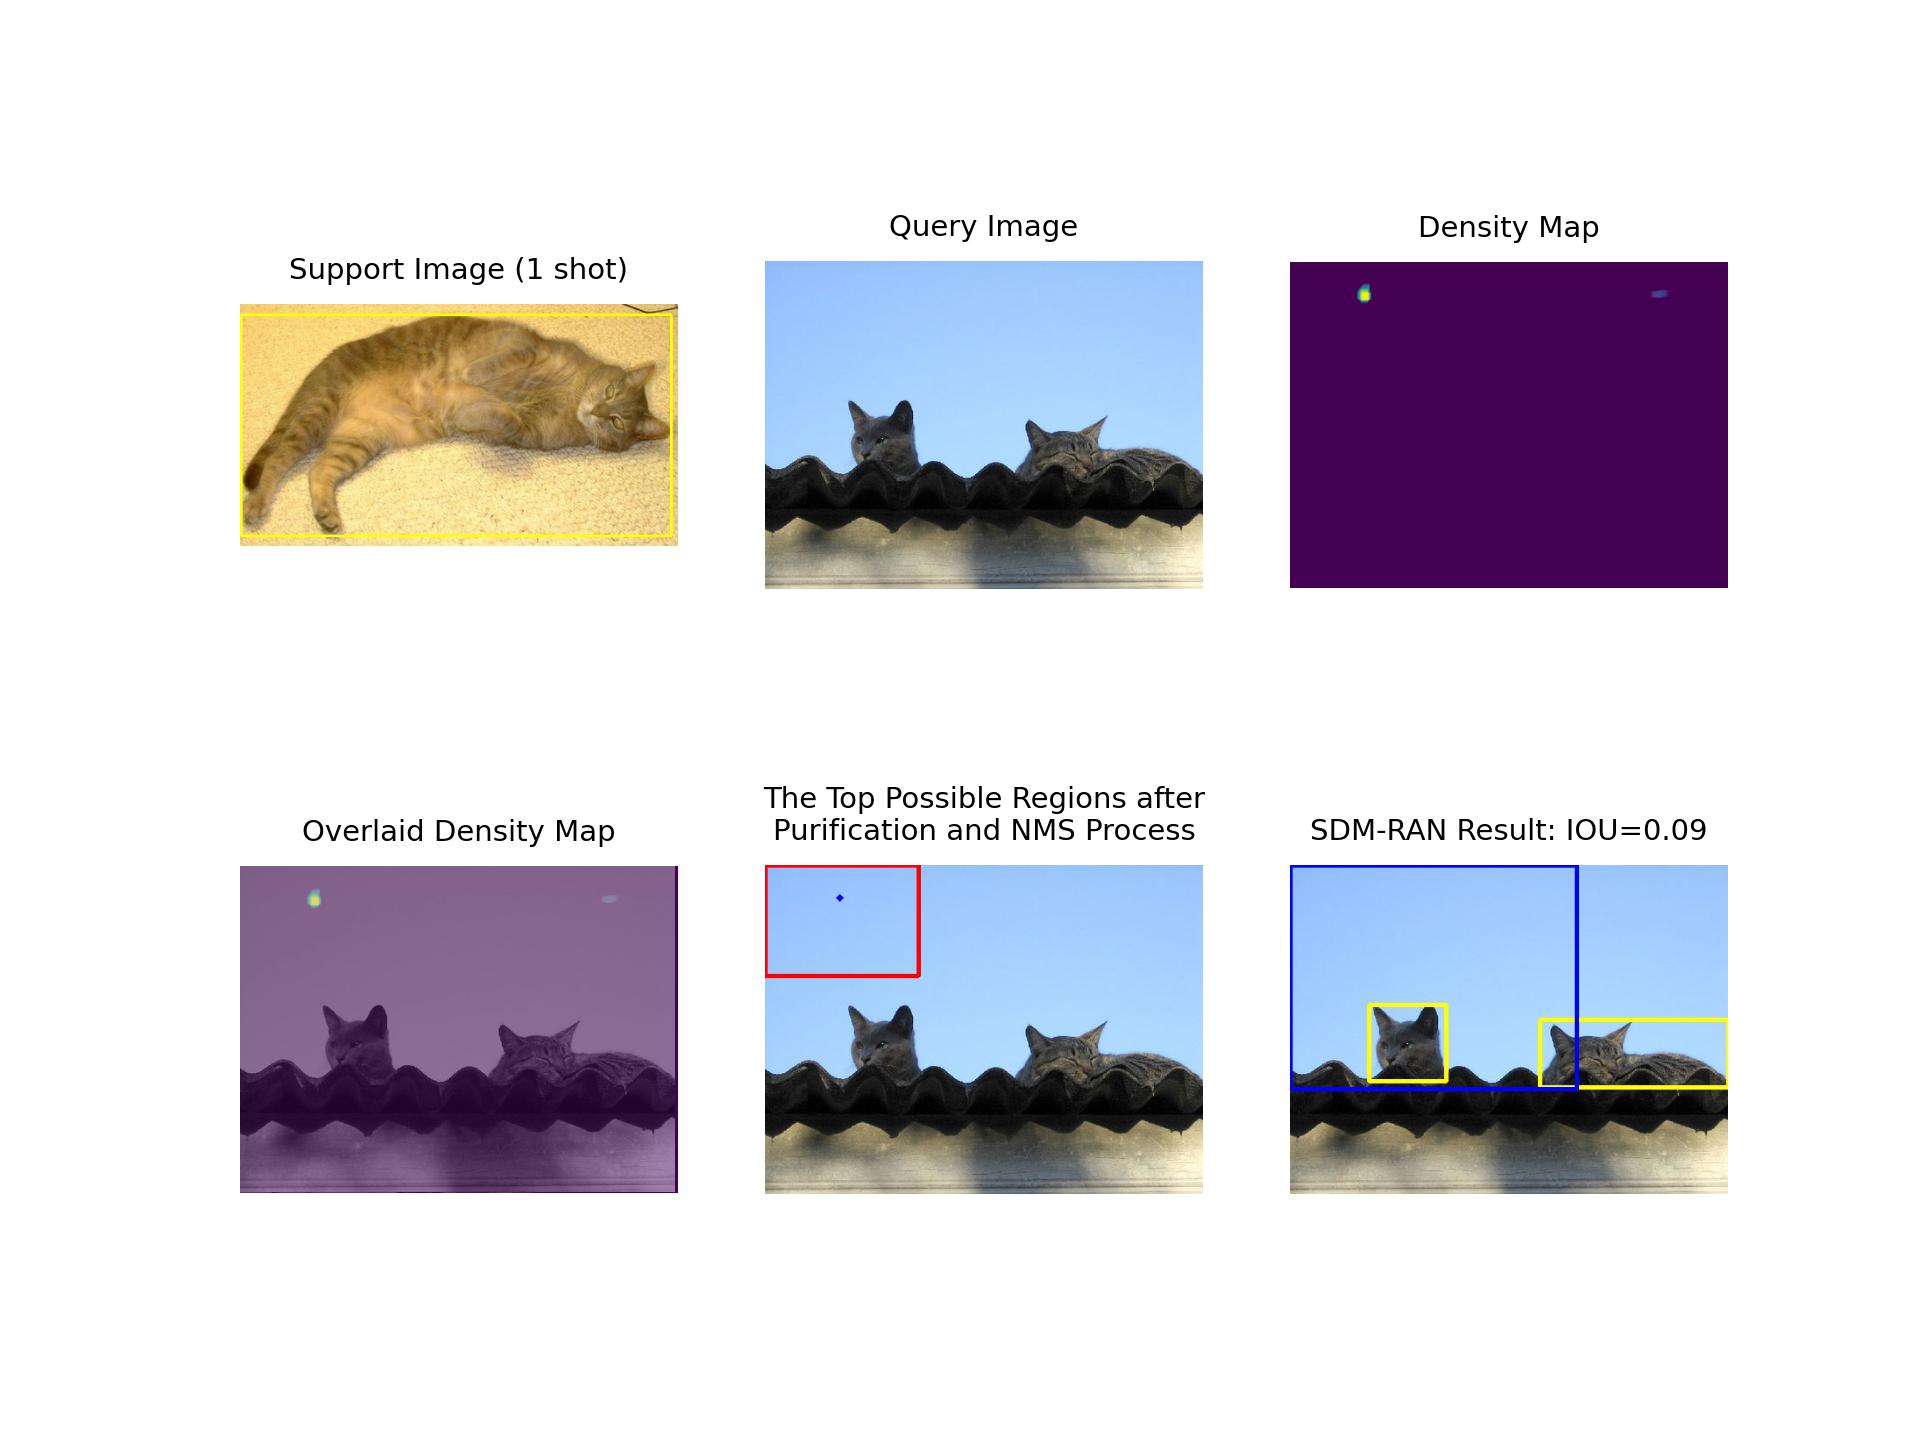 Support Image (1 shot)
Query Image
Density Map
Overlaid Density Map
The Top Possible Regions after
Purification and NMS Process
SDM-RAN Result: IOU=0.09